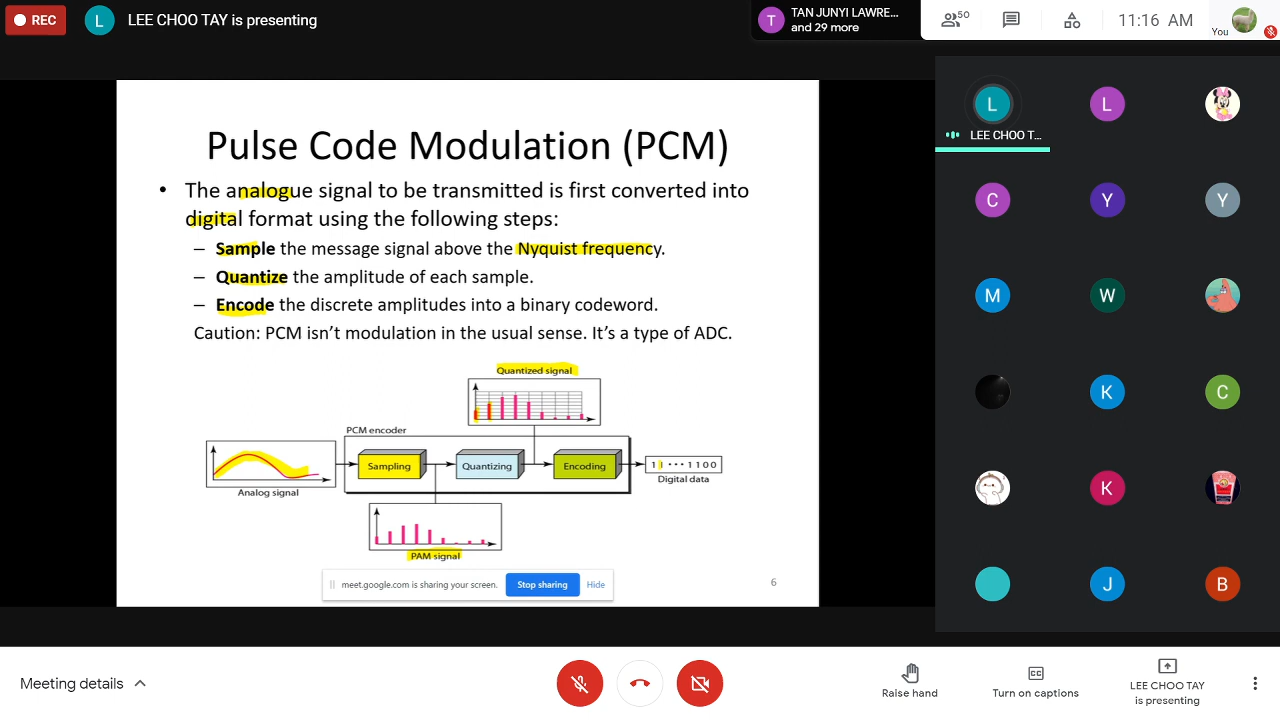 REC
L
LEE CHOO TAY is presenting
T
TAN JUNYI LAWRE...
and 29 more
50
11:16 AM
You
Pulse Code Modulation (PCM)
• The analogue signal to be transmitted is first converted into
digital format using the following steps:
– Sample the message signal above the Nyquist frequency.
– Quantize the amplitude of each sample.
– Encode the discrete amplitudes into a binary codeword.
Caution: PCM isn't modulation in the usual sense. It's a type of ADC.
Quantized signal
PCM encoder
Sampling
Quantizing
Encoding
1 1 • • • 1 1 0 0
Analog signal
Digital data
PAM signal
meet.google.com is sharing your screen.
Stop sharing
Hide
6
L
L
LEE CHOO T...
C
Y
Y
M
W
K
C
K
J
B
Meeting details
Raise hand
Turn on captions
LEE CHOO TAY
is presenting